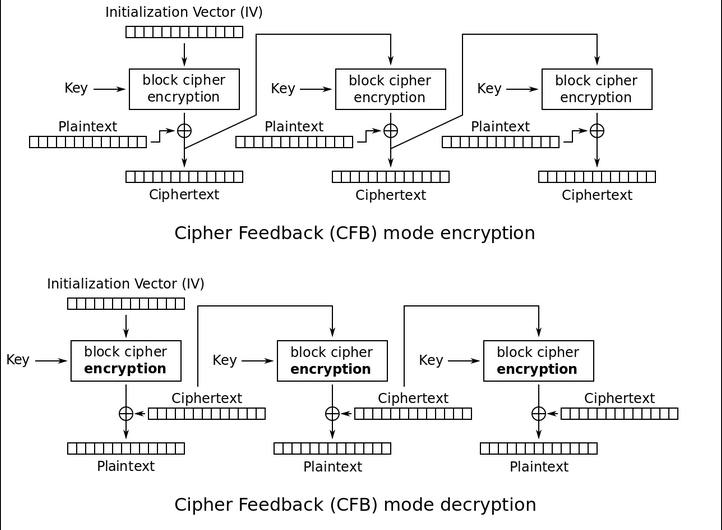 Initialization Vector (IV)
Key
block cipher
encryption
Key
block cipher
encryption
Key
block cipher
encryption
Plaintext
Plaintext
Plaintext
Ciphertext
Ciphertext
Ciphertext
Cipher Feedback (CFB) mode encryption
Initialization Vector (IV)
Key
block cipher
encryption
Key
block cipher
encryption
Key
block cipher
encryption
Ciphertext
Ciphertext
Ciphertext
Plaintext
Plaintext
Plaintext
Cipher Feedback (CFB) mode decryption